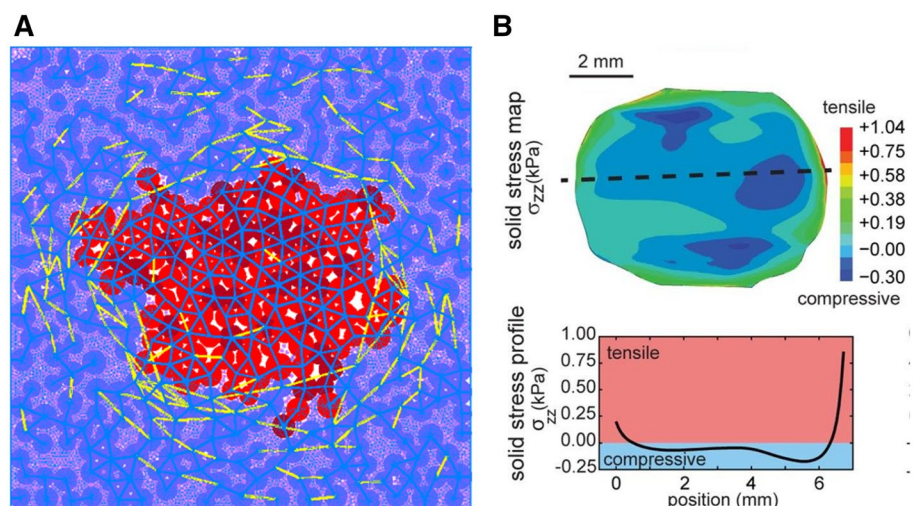 A
B
2 mm
solid stress map
σzz(kPa)
tensile
+1.04
+0.75
+0.58
+0.38
+0.19
−0.00
−0.30
compressive
solid stress profile
σzz(kPa)
1.00
0.75
0.50
0.25
0.00
-0.25
tensile
compressive
0
2
4
6
position (mm)